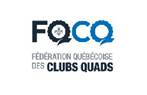 FQCQ
FÉDÉRATION QUÉBÉCOISE
DES CLUBS QUADS